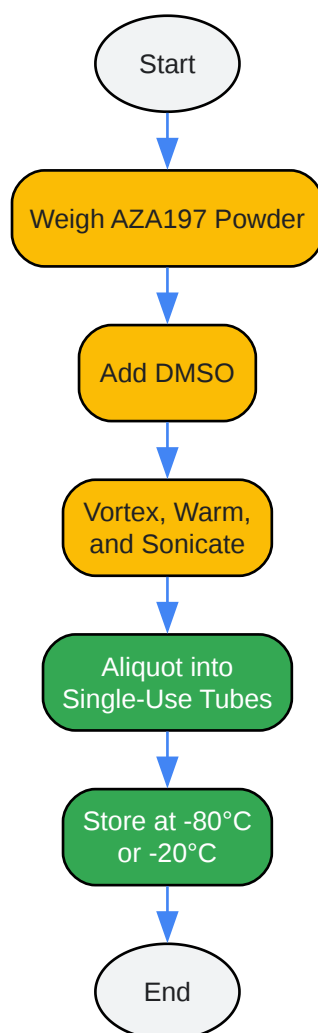 Start
Weigh AZA197 Powder
Add DMSO
Vortex, Warm,
and Sonicate
Aliquot into
Single-Use Tubes
Store at -80°C
or -20°C
End